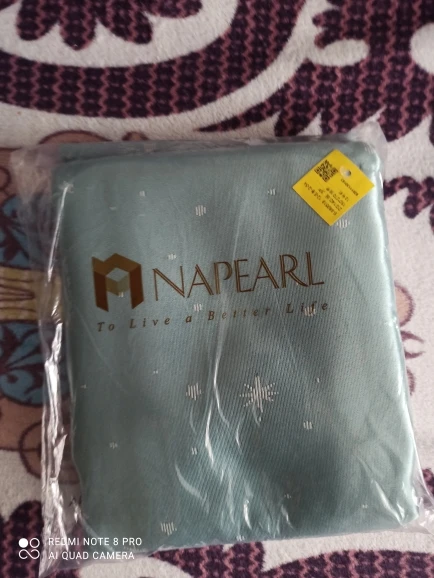 NAPEARL
To Live a Better Life
REDMI NOTE 8 PRO
AI QUAD CAMERA